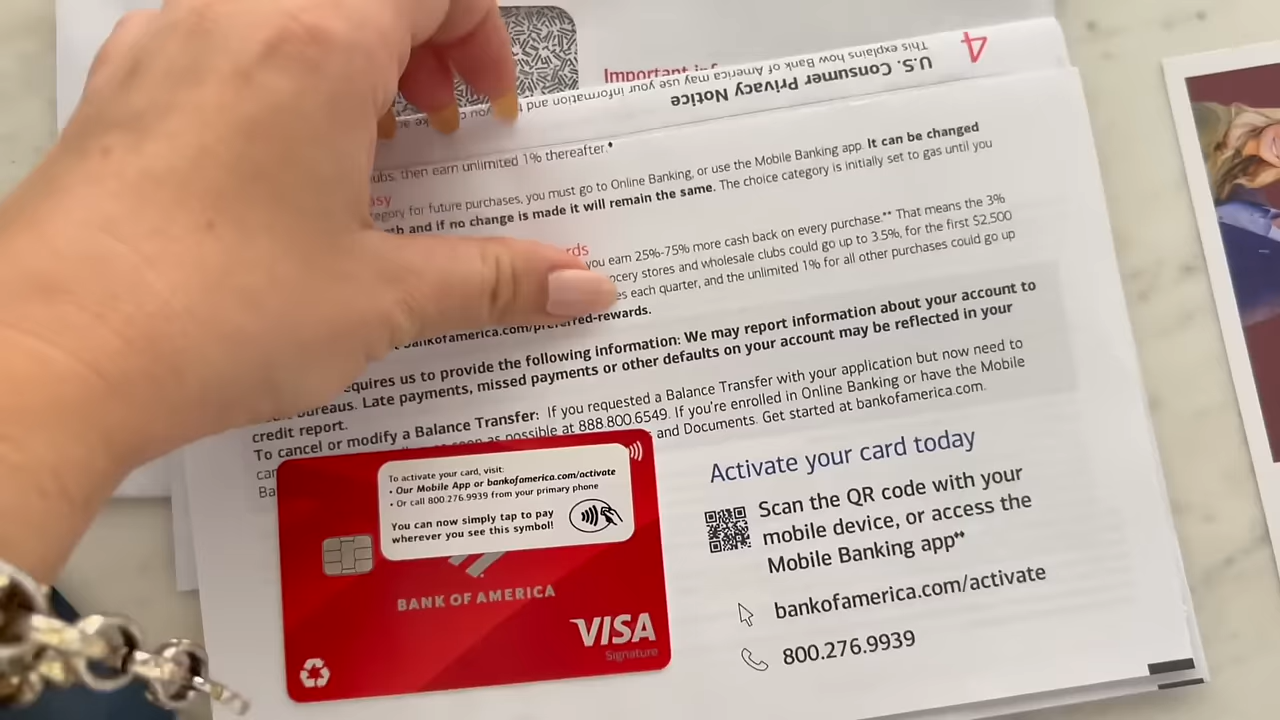 4
U.S. Consumer Privacy Notice
This explains how Bank of America may use your information and
Important
then earn unlimited 1% thereafter.♦
for future purchases, you must go to Online Banking, or use the Mobile Banking app. It can be changed
and if no change is made it will remain the same. The choice category is initially set to gas until you
you earn 25%-75% more cash back on every purchase.** That means the 3%
stores and wholesale clubs could go up to 3.5%, for the first $2,500
each quarter, and the unlimited 1% for all other purchases could go up
us to provide the following information: We may report information about your account to
bureaus. Late payments, missed payments or other defaults on your account may be reflected in your
credit report.
To cancel or modify a Balance Transfer: If you requested a Balance Transfer with your application but now need to
as possible at 888.800.6549. If you're enrolled in Online Banking or have the Mobile
and Documents. Get started at bankofamerica.com.
To activate your card, visit:
• Our Mobile App or bankofamerica.com/activate
• Or call 800.276.9939 from your primary phone
You can now simply tap to pay
wherever you see this symbol!
BANK OF AMERICA
VISA
Signature
Activate your card today
Scan the QR code with your
mobile device, or access the
Mobile Banking app♦♦
bankofamerica.com/activate
800.276.9939